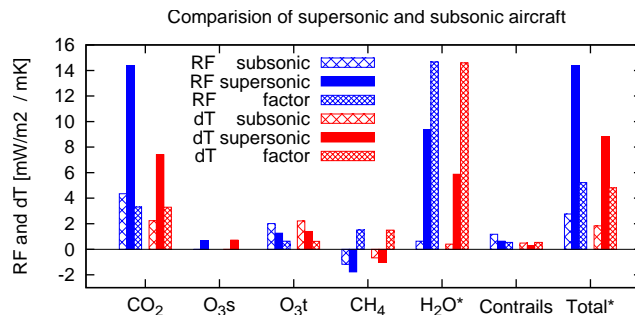 Comparision of supersonic and subsonic aircraft
RF and dT [mW/m2 / mK]
16
14
12
10
8
6
4
2
0
-2
RF subsonic
RF supersonic
RF factor
dT subsonic
dT supersonic
dT factor
CO₂ O₃s O₃t CH₄ H₂O* Contrails Total*